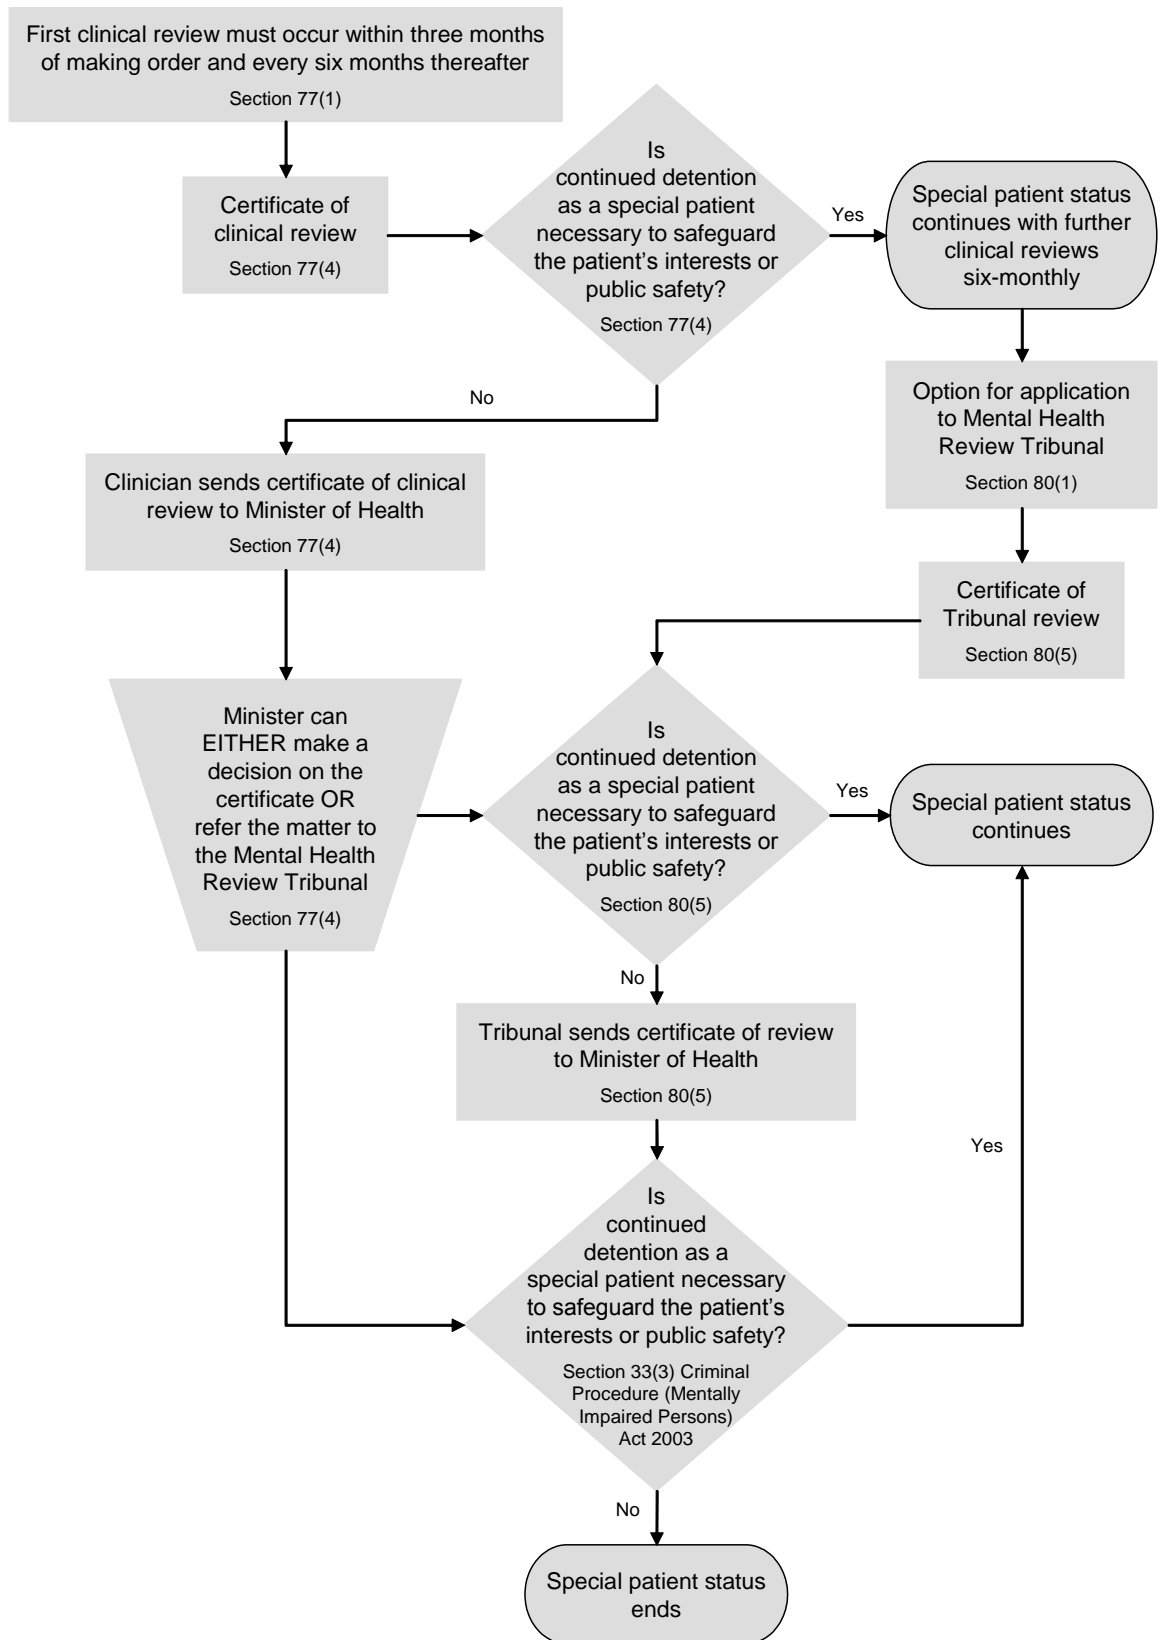 First clinical review must occur within three months
of making order and every six months thereafter
Section 77(1)
Certificate of
clinical review
Section 77(4)
Is
continued detention
as a special patient
necessary to safeguard
the patient’s interests or
public safety?
Section 77(4)
Yes
Special patient status
continues with further
clinical reviews
six-monthly
No
Option for application
to Mental Health
Review Tribunal
Section 80(1)
Clinician sends certificate of clinical
review to Minister of Health
Section 77(4)
Certificate of
Tribunal review
Section 80(5)
Minister can
EITHER make a
decision on the
certificate OR
refer the matter to
the Mental Health
Review Tribunal
Section 77(4)
Is
continued detention
as a special patient
necessary to safeguard
the patient’s interests or
public safety?
Section 80(5)
Yes
Special patient status
continues
No
Tribunal sends certificate of review
to Minister of Health
Section 80(5)
Yes
Is
continued
detention as a
special patient necessary
to safeguard the patient’s
interests or public safety?
Section 33(3) Criminal
Procedure (Mentally
Impaired Persons)
Act 2003
No
Special patient status
ends